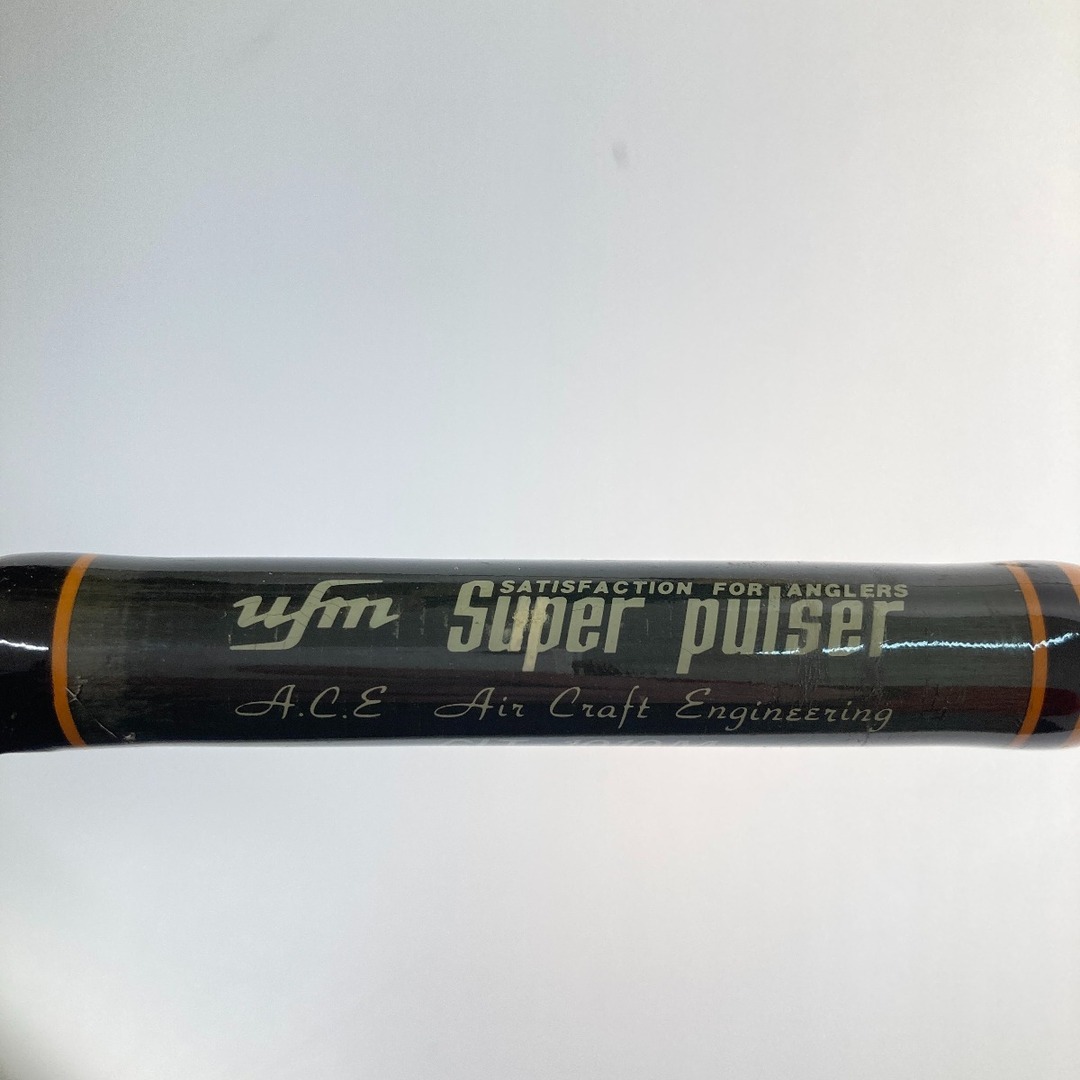 SATISFACTION FOR ANGLERS
ufm Super pulser
A.C.E Air Craft Engineering